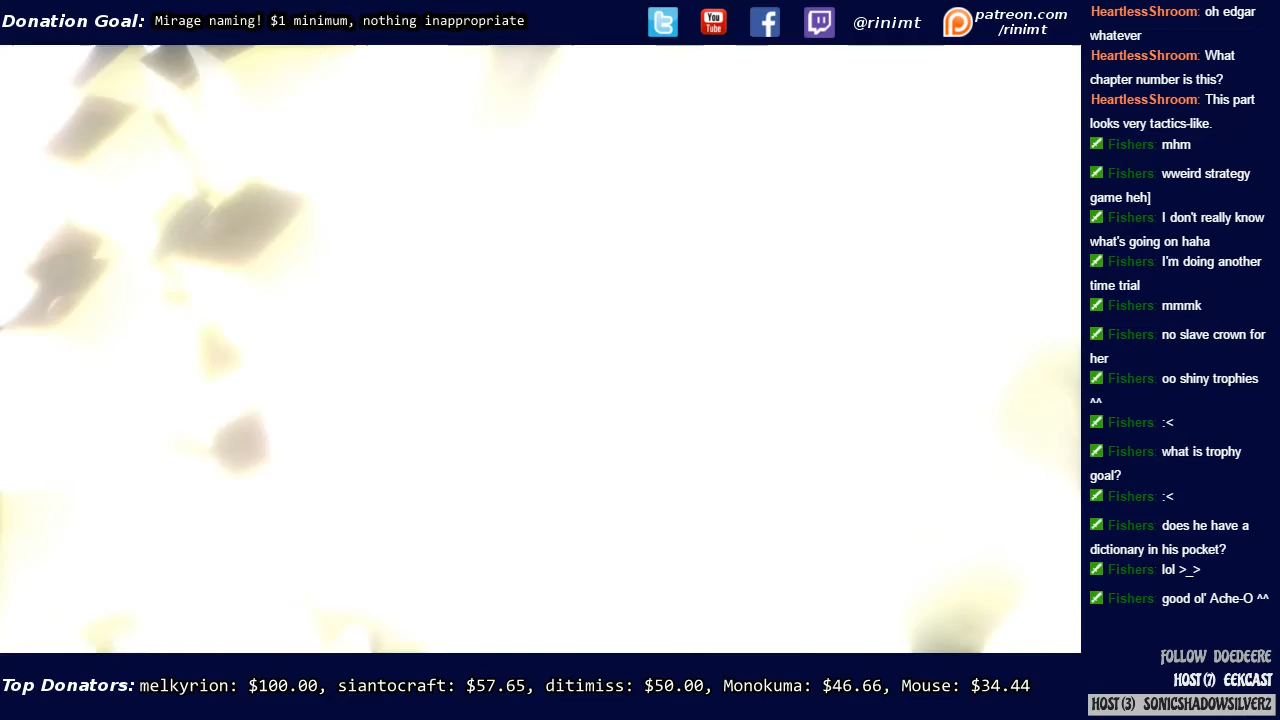 Donation Goal: Mirage naming! $1 minimum, nothing inappropriate
You
Tube
@rinimt
patreon.com
/rinimt
HeartlessShroom: oh edgar
whatever
HeartlessShroom: What
chapter number is this?
HeartlessShroom: This part
looks very tactics-like.
Fishers: mhm
Fishers: wweird strategy
game heh]
Fishers: I don't really know
what's going on haha
Fishers: I'm doing another
time trial
Fishers: mmmk
Fishers: no slave crown for
her
Fishers: oo shiny trophies
^^
Fishers: :<
Fishers: what is trophy
goal?
Fishers: :<
Fishers: does he have a
dictionary in his pocket?
Fishers: lol >_>
Fishers: good ol' Ache-O ^^
FOLLOW DOEDEERE
HOST(7) EEKCAST
HOST(3) SONICSHADOWSILVER2
Top Donators: melkyrion: $100.00, siantocraft: $57.65, ditimiss: $50.00, Monokuma: $46.66, Mouse: $34.44